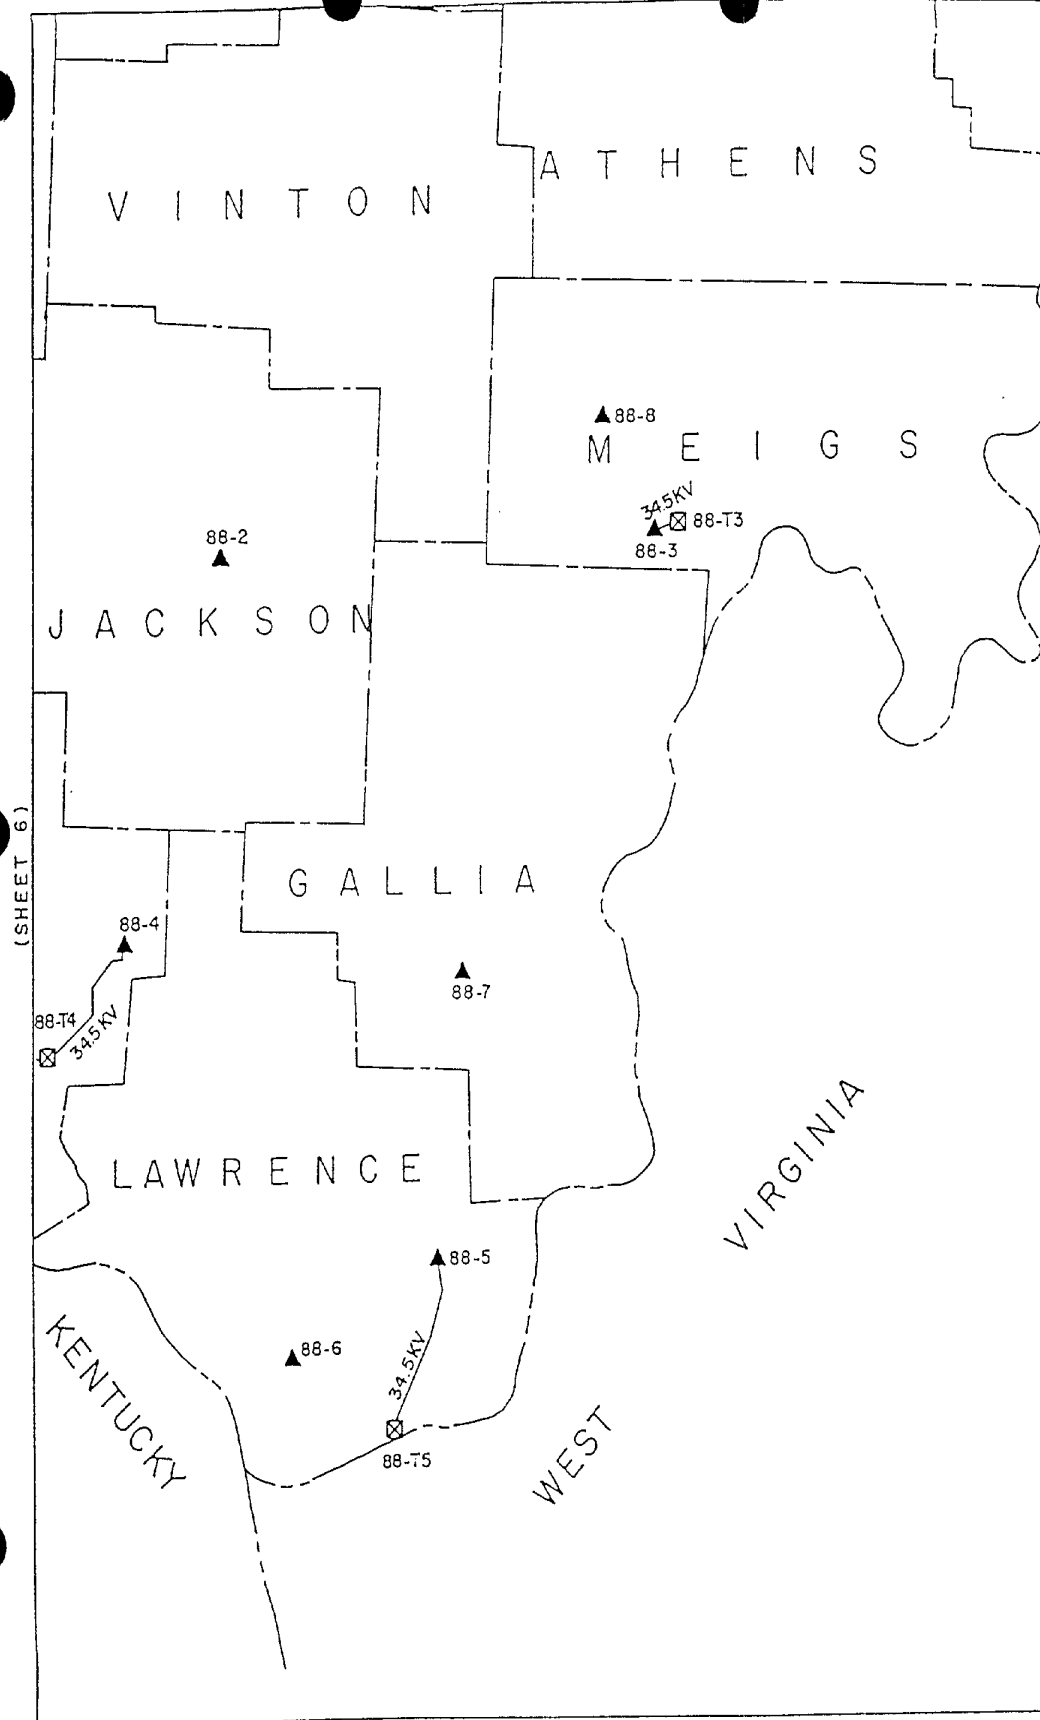 VINTON
ATHENS
88-8
MEIGS
34.5KV
88-T3
88-3
88-2
JACKSON
(SHEET 6)
GALLIA
88-4
88-7
88-T4
34.5KV
VIRGINIA
LAWRENCE
88-5
88-6
34.5KV
KENTUCKY
WEST
88-T5